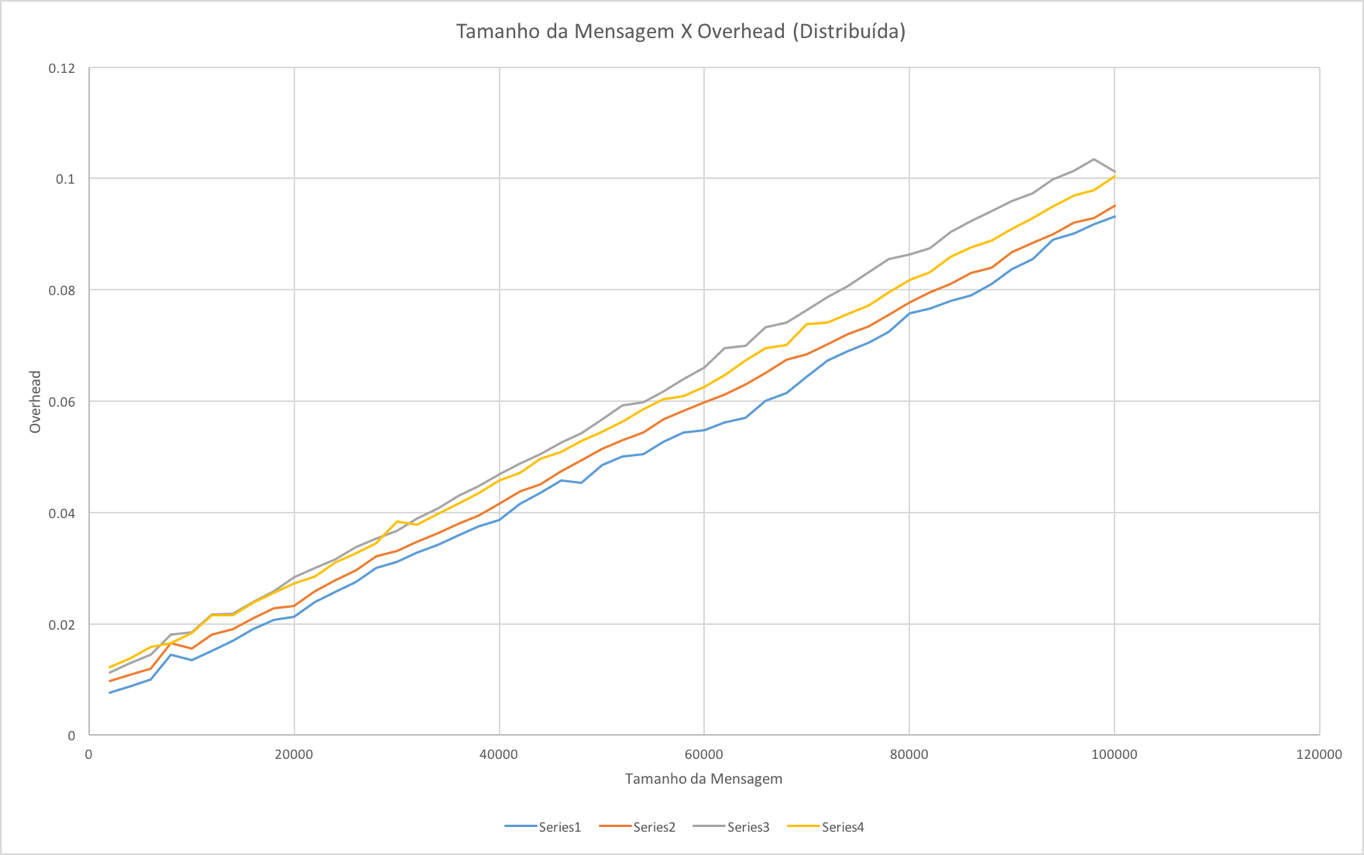 Tamanho da Mensagem X Overhead (Distribuída)
0.12
0.1
0.08
0.06
0.04
0.02
0
Overhead
0 20000 40000 60000 80000 100000 120000
Tamanho da Mensagem
Series1 Series2 Series3 Series4